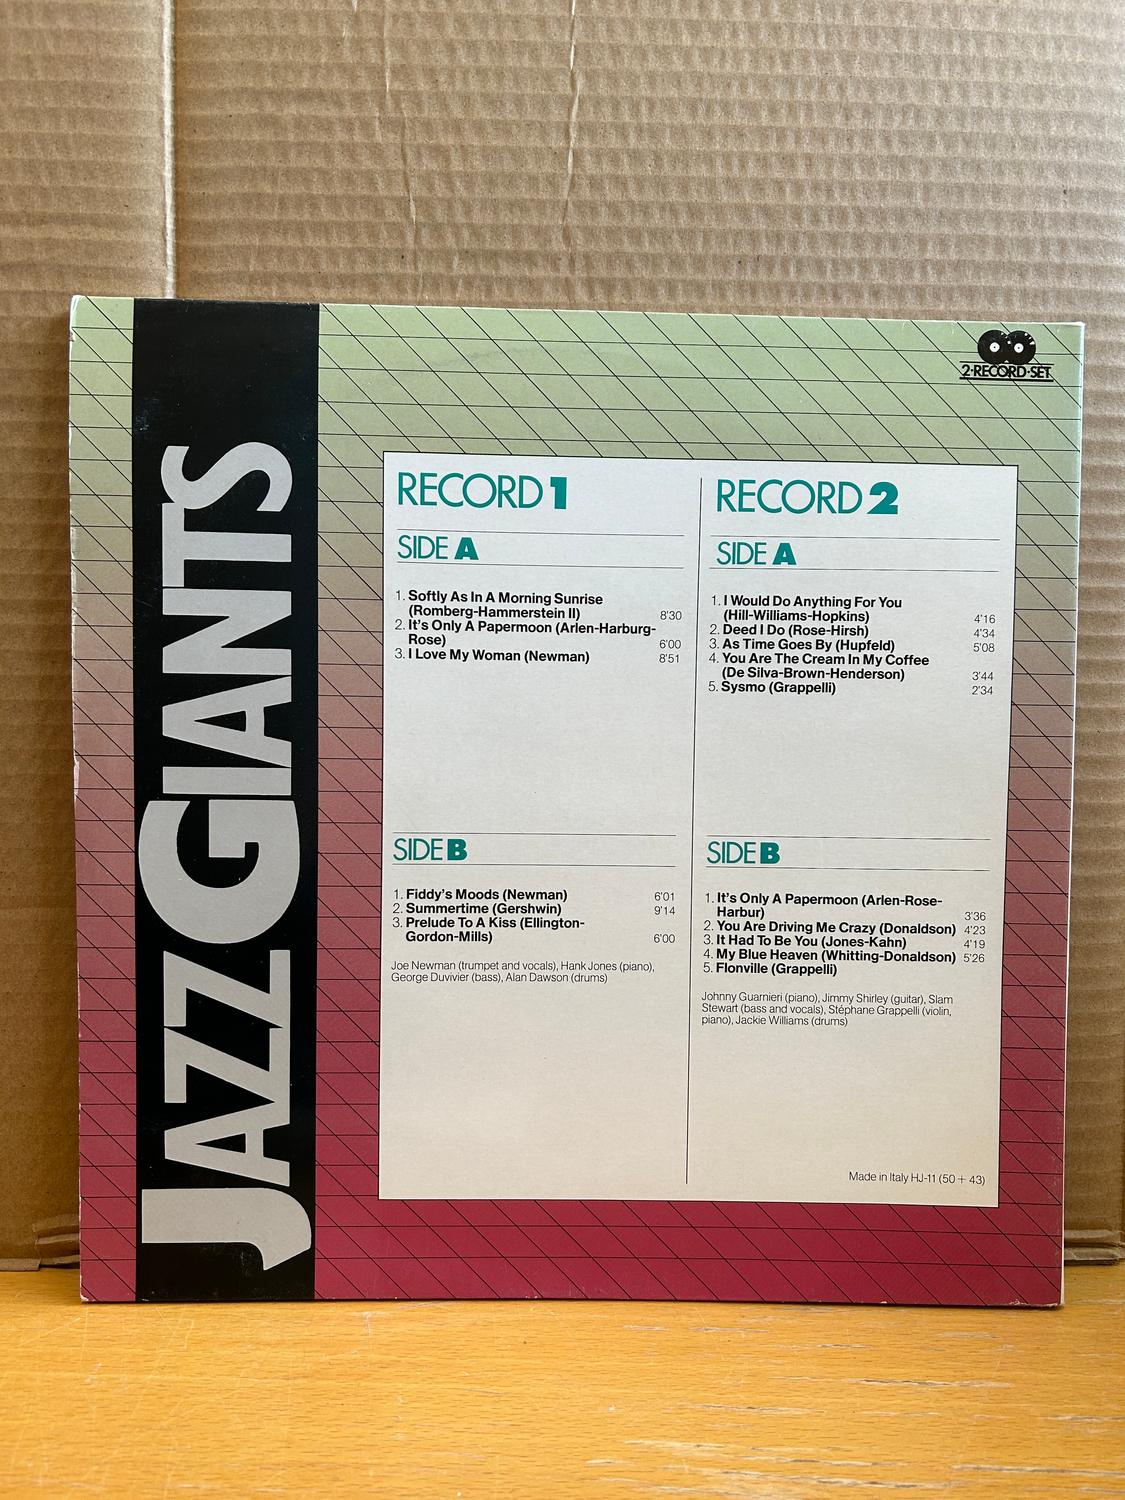 JAZZ GIANTS
2-RECORD-SET
RECORD 1
SIDE A
1. Softly As In A Morning Sunrise
(Romberg-Hammerstein II) 8'30
2. It's Only A Papermoon (Arlen-Harburg-
Rose) 6'00
3. I Love My Woman (Newman) 8'51
SIDE B
1. Fiddy's Moods (Newman) 6'01
2. Summertime (Gershwin) 9'14
3. Prelude To A Kiss (Ellington-
Gordon-Mills) 6'00
Joe Newman (trumpet and vocals), Hank Jones (piano),
George Duvivier (bass), Alan Dawson (drums)
RECORD 2
SIDE A
1. I Would Do Anything For You
(Hill-Williams-Hopkins) 4'16
2. Deed I Do (Rose-Hirsh) 4'34
3. As Time Goes By (Hupfeld) 5'08
4. You Are The Cream In My Coffee
(De Silva-Brown-Henderson) 3'44
5. Sysmo (Grappelli) 2'34
SIDE B
1. It's Only A Papermoon (Arlen-Rose-
Harbur) 3'36
2. You Are Driving Me Crazy (Donaldson) 4'23
3. It Had To Be You (Jones-Kahn) 4'19
4. My Blue Heaven (Whitting-Donaldson) 5'26
5. Flonville (Grappelli)
Johnny Guarnieri (piano), Jimmy Shirley (guitar), Slam
Stewart (bass and vocals), Stéphane Grappelli (violin,
piano), Jackie Williams (drums)
Made in Italy HJ-11 (50 + 43)